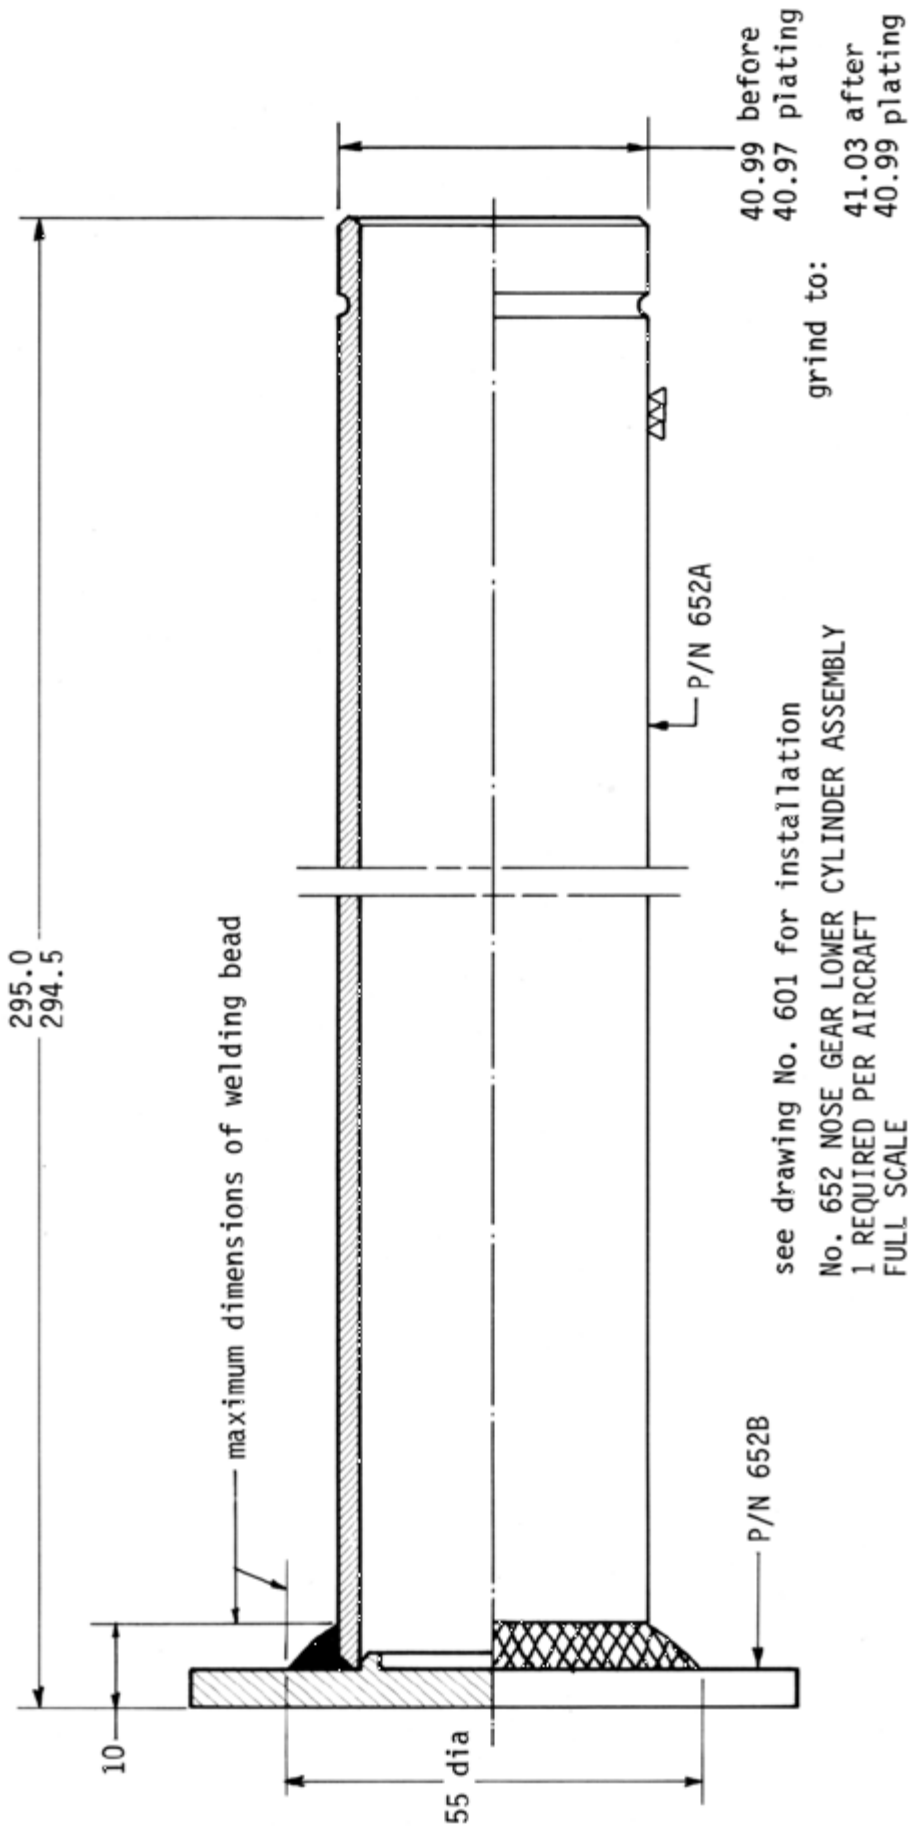 295.0
294.5
maximum dimensions of welding bead
10
55 dia
40.99 before
40.97 plating
grind to:
41.03 after
40.99 plating
P/N 652A
P/N 652B
see drawing No. 601 for installation
No. 652 NOSE GEAR LOWER CYLINDER ASSEMBLY
1 REQUIRED PER AIRCRAFT
FULL SCALE